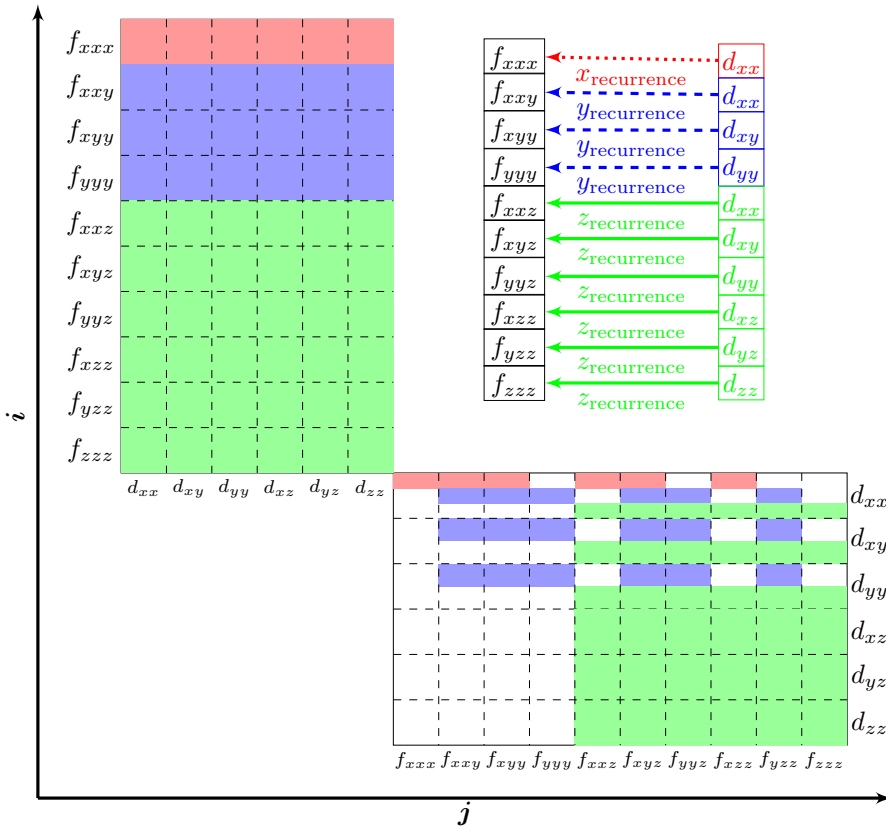 f_xxx
f_xxy
f_xyy
f_yyy
f_xxz
f_xyz
f_yyz
f_xzz
f_yzz
f_zzz
d_xx d_xy d_yy d_xz d_yz d_zz
f_xxx x_recurrence d_xx
f_xxy y_recurrence d_xx
f_xyy y_recurrence d_xy
f_yyy y_recurrence d_yy
f_xxz z_recurrence d_xx
f_xyz z_recurrence d_xy
f_yyz z_recurrence d_yy
f_xzz z_recurrence d_xz
f_yzz z_recurrence d_yz
f_zzz z_recurrence d_zz
i
d_xx
d_xy
d_yy
d_xz
d_yz
d_zz
f_xxx f_xxy f_xyy f_yyy f_xxz f_xyz f_yyz f_xzz f_yzz f_zzz
j